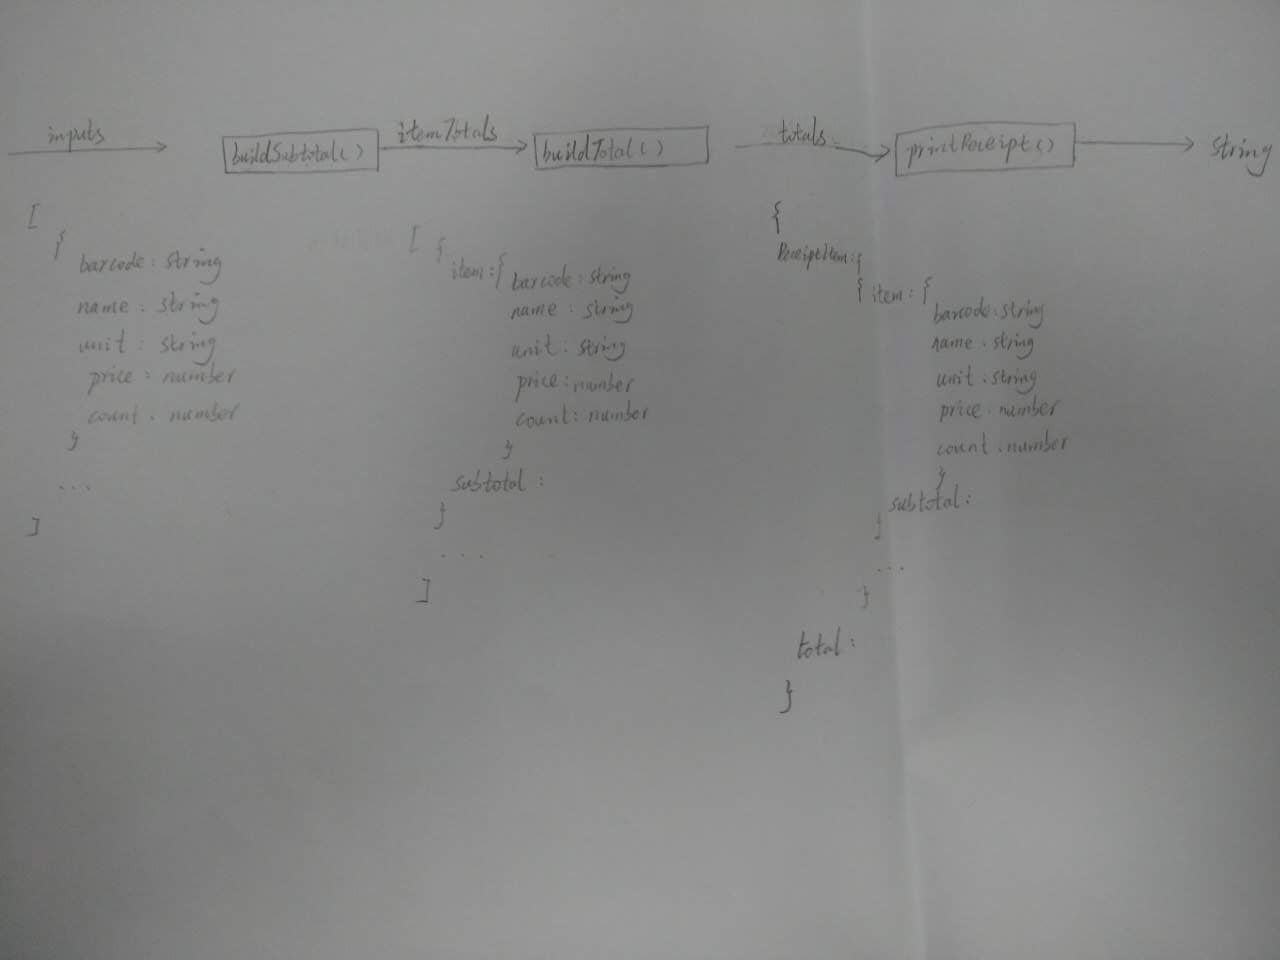 inputs
buildSubtotal()
itemTotals
buildTotal()
totals
printReceipt()
string
[
{
barcode: string
name: string
unit: string
price: number
count: number
}
...
]
[ {
item: { barcode: string
name: string
unit: string
price: number
count: number
}
subtotal:
}
...
]
{
ReceiptItem: {
{ item: {
barcode: string
name: string
unit: string
price: number
count: number
}
subtotal:
}
...
}
total:
}